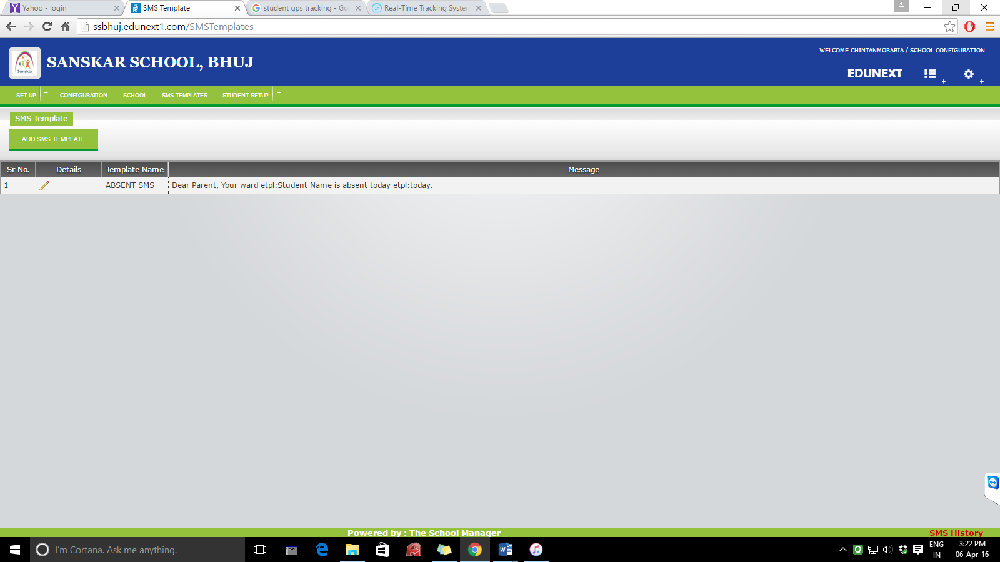 Yahoo - login
SMS Template
student gps tracking - Go
Real-Time Tracking System
ssbhuj.edunext1.com/SMSTemplates
Sanskar
SANSKAR SCHOOL, BHUJ
WELCOME CHINTANMORABIA / SCHOOL CONFIGURATION
EDUNEXT
+ +
SET UP + CONFIGURATION SCHOOL SMS TEMPLATES STUDENT SETUP +
SMS Template
ADD SMS TEMPLATE
Sr No. Details Template Name Message
1 ABSENT SMS Dear Parent, Your ward etpl:Student Name is absent today etpl:today.
Powered by : The School Manager
SMS History
I'm Cortana. Ask me anything.
ENG
IN
3:22 PM
06-Apr-16